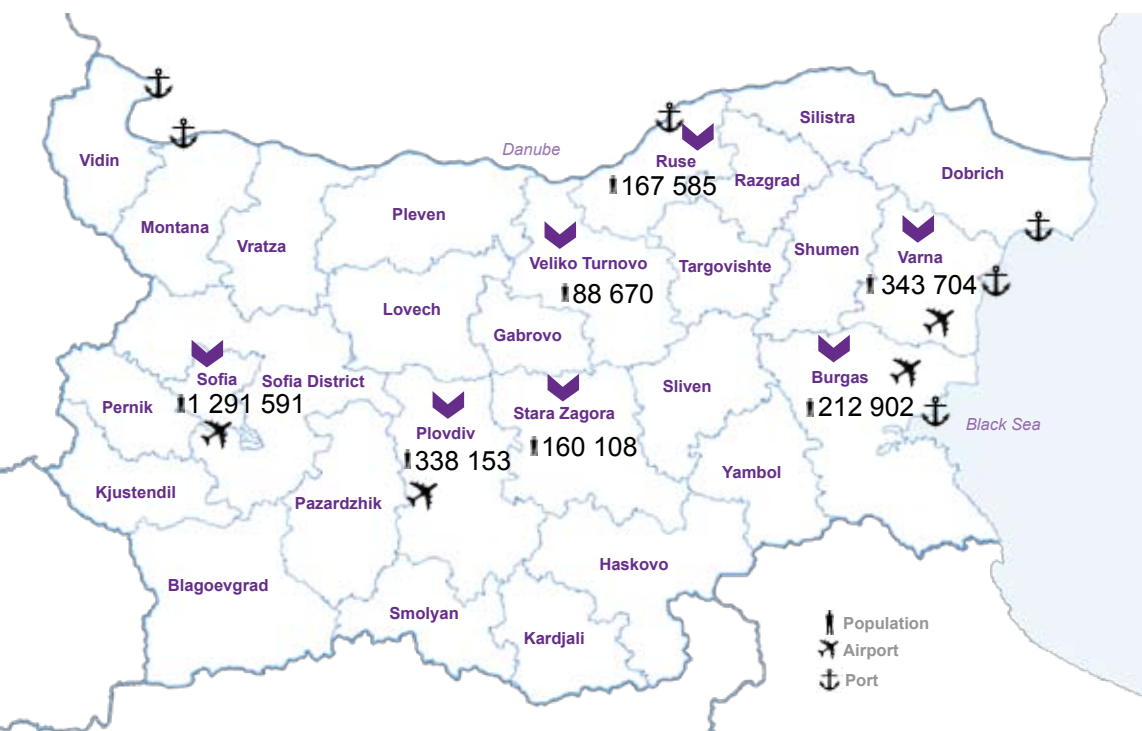 Silistra
Danube
Vidin
Ruse
Razgrad
Dobrich
167 585
Pleven
Montana
Vratza
Shumen
Varna
Veliko Turnovo
Targovishte
343 704
88 670
Lovech
Gabrovo
Sofia
Sofia District
Burgas
Sliven
Pernik
1 291 591
212 902
Stara Zagora
Black Sea
Plovdiv
338 153
160 108
Yambol
Kjustendil
Pazardzhik
Haskovo
Blagoevgrad
Smolyan
Kardjali
Population
Airport
Port